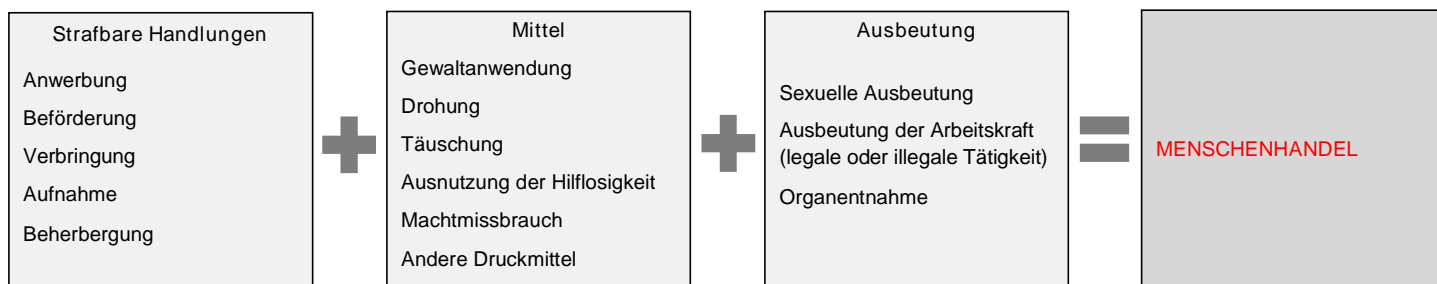 Strafbare Handlungen
Anwerbung
Beförderung
Verbringung
Aufnahme
Beherbergung
Mittel
Gewaltanwendung
Drohung
Täuschung
Ausnutzung der Hilflosigkeit
Machtmissbrauch
Andere Druckmittel
Ausbeutung
Sexuelle Ausbeutung
Ausbeutung der Arbeitskraft
(legale oder illegale Tätigkeit)
Organentnahme
MENSCHENHANDEL